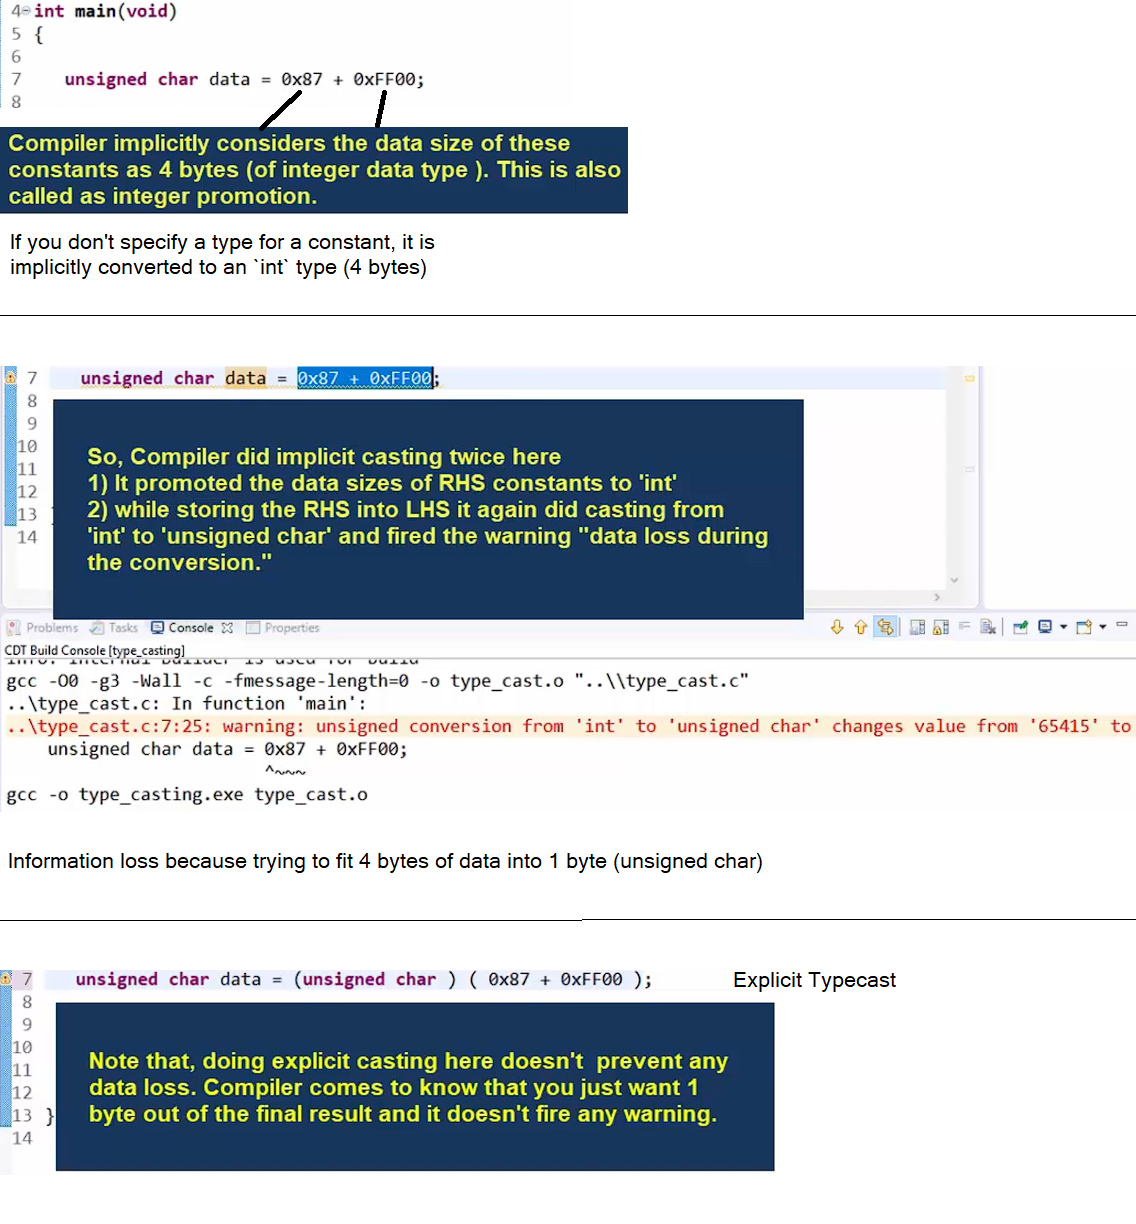 4 int main(void)
5 {
6
7 unsigned char data = 0x87 + 0xFF00;
8
Compiler implicitly considers the data size of these
constants as 4 bytes (of integer data type ). This is also
called as integer promotion.
If you don't specify a type for a constant, it is
implicitly converted to an `int` type (4 bytes)
7 unsigned char data = 0x87 + 0xFF00;
8
9
10
11
12
13
14
So, Compiler did implicit casting twice here
1) It promoted the data sizes of RHS constants to 'int'
2) while storing the RHS into LHS it again did casting from
'int' to 'unsigned char' and fired the warning "data loss during
the conversion."
Problems Tasks Console Properties
CDT Build Console [type_casting]
Info: Internal Builder is used for build
gcc -O0 -g3 -Wall -c -fmessage-length=0 -o type_cast.o "..\\type_cast.c"
..\type_cast.c: In function 'main':
..\type_cast.c:7:25: warning: unsigned conversion from 'int' to 'unsigned char' changes value from '65415' to
unsigned char data = 0x87 + 0xFF00;
^~~~~
gcc -o type_casting.exe type_cast.o
Information loss because trying to fit 4 bytes of data into 1 byte (unsigned char)
7 unsigned char data = (unsigned char ) ( 0x87 + 0xFF00 );
Explicit Typecast
8
9
10
11
12
13 }
14
Note that, doing explicit casting here doesn't prevent any
data loss. Compiler comes to know that you just want 1
byte out of the final result and it doesn't fire any warning.